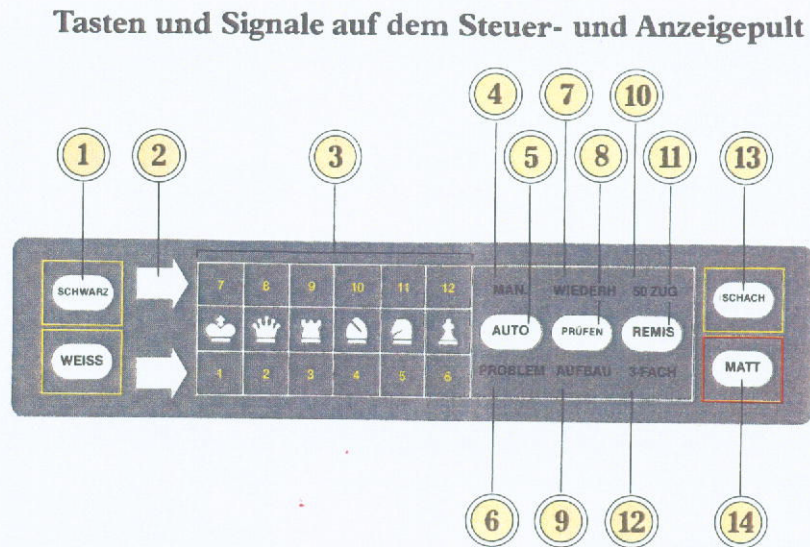 Tasten und Signale auf dem Steuer- und Anzeigepult
4 7 10
1 2 3 5 8 11 13
SCHWARZ 7 8 9 10 11 12 MAN. WIEDERH 50 ZUG SCHACH
AUTO PRÜFEN REMIS
WEISS 1 2 3 4 5 6 PROBLEM AUFBAU 3-FACH MATT
6 9 12 14